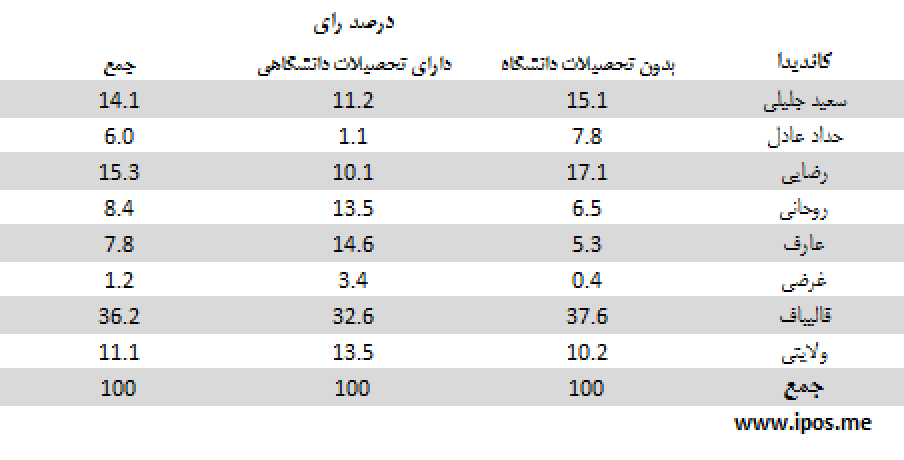 درصد رای
کاندیدا بدون تحصیلات دانشگاه دارای تحصیلات دانشگاهی جمع
سعید جلیلی 15.1 11.2 14.1
حداد عادل 7.8 1.1 6.0
رضایی 17.1 10.1 15.3
روحانی 6.5 13.5 8.4
عارف 5.3 14.6 7.8
غرضی 0.4 3.4 1.2
قالیباف 37.6 32.6 36.2
ولایتی 10.2 13.5 11.1
جمع 100 100 100
www.ipos.me